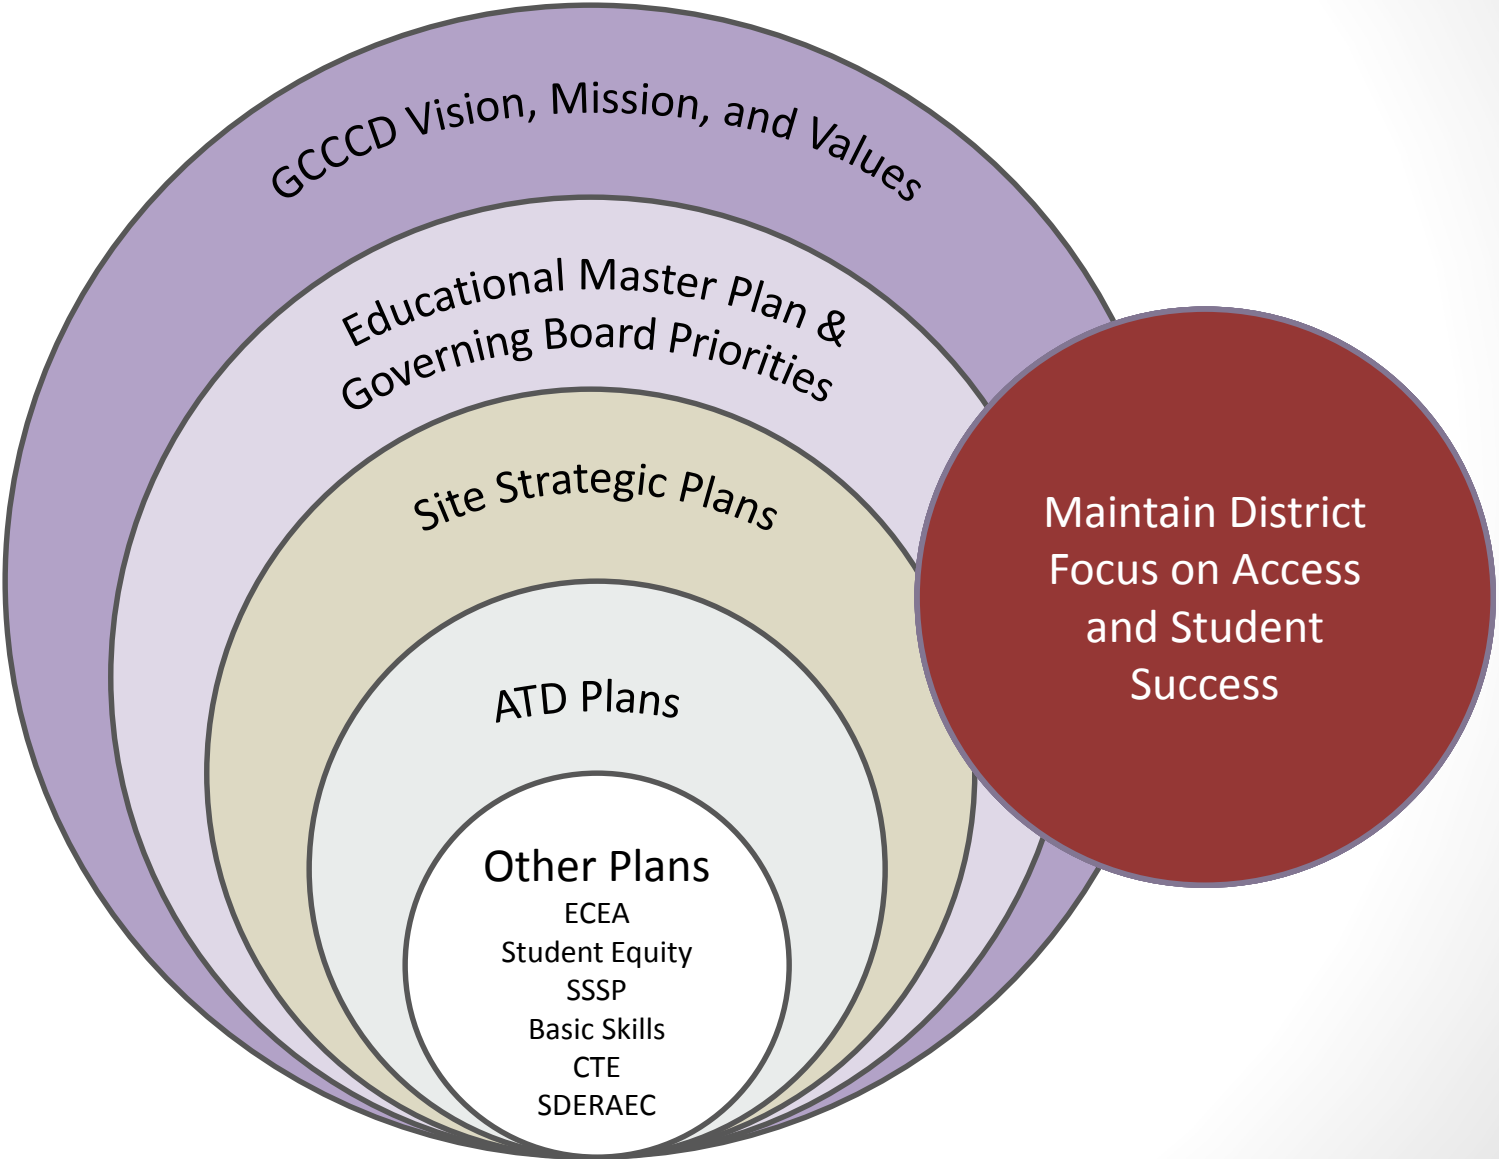 GCCCD Vision, Mission, and Values
Educational Master Plan &
Governing Board Priorities
Site Strategic Plans
ATD Plans
Other Plans
ECEA
Student Equity
SSSP
Basic Skills
CTE
SDERAEC
Maintain District
Focus on Access
and Student
Success